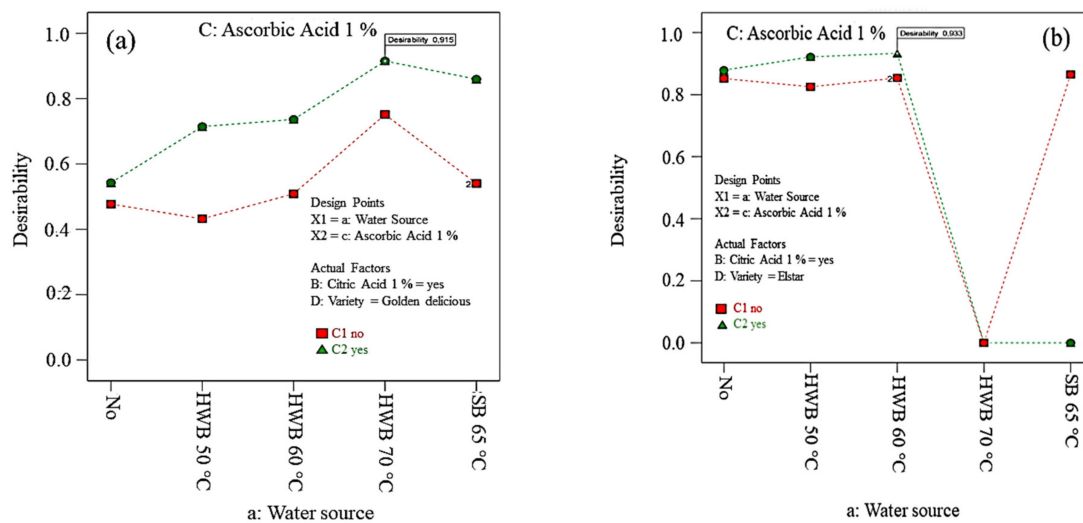 (a)
C: Ascorbic Acid 1 %
Desirability 0,915
1.0
0.8
0.6
0.4
0.2
0.0
Desirability
2
Design Points
X1 = a: Water Source
X2 = c: Ascorbic Acid 1 %
Actual Factors
B: Citric Acid 1 % = yes
D: Variety = Golden delicious
C1 no
C2 yes
No
HWB 50 °C
HWB 60 °C
HWB 70 °C
SB 65 °C
a: Water source
C: Ascorbic Acid 1 %
(b)
Desirability 0,933
1.0
0.8
0.6
0.4
0.2
0.0
Desirability
2
Design Points
X1 = a: Water Source
X2 = c: Ascorbic Acid 1 %
Actual Factors
B: Citric Acid 1 % = yes
D: Variety = Elstar
C1 no
C2 yes
No
HWB 50 °C
HWB 60 °C
HWB 70 °C
SB 65 °C
a: Water source